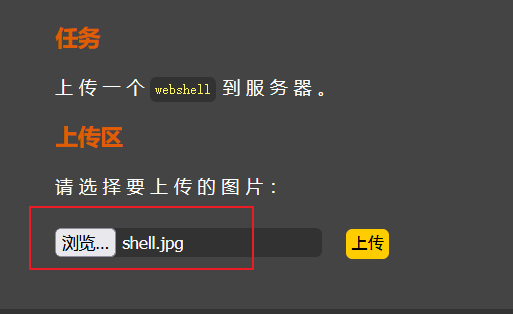 任务
上传一个 webshell 到服务器。
上传区
请选择要上传的图片：
浏览... shell.jpg 上传